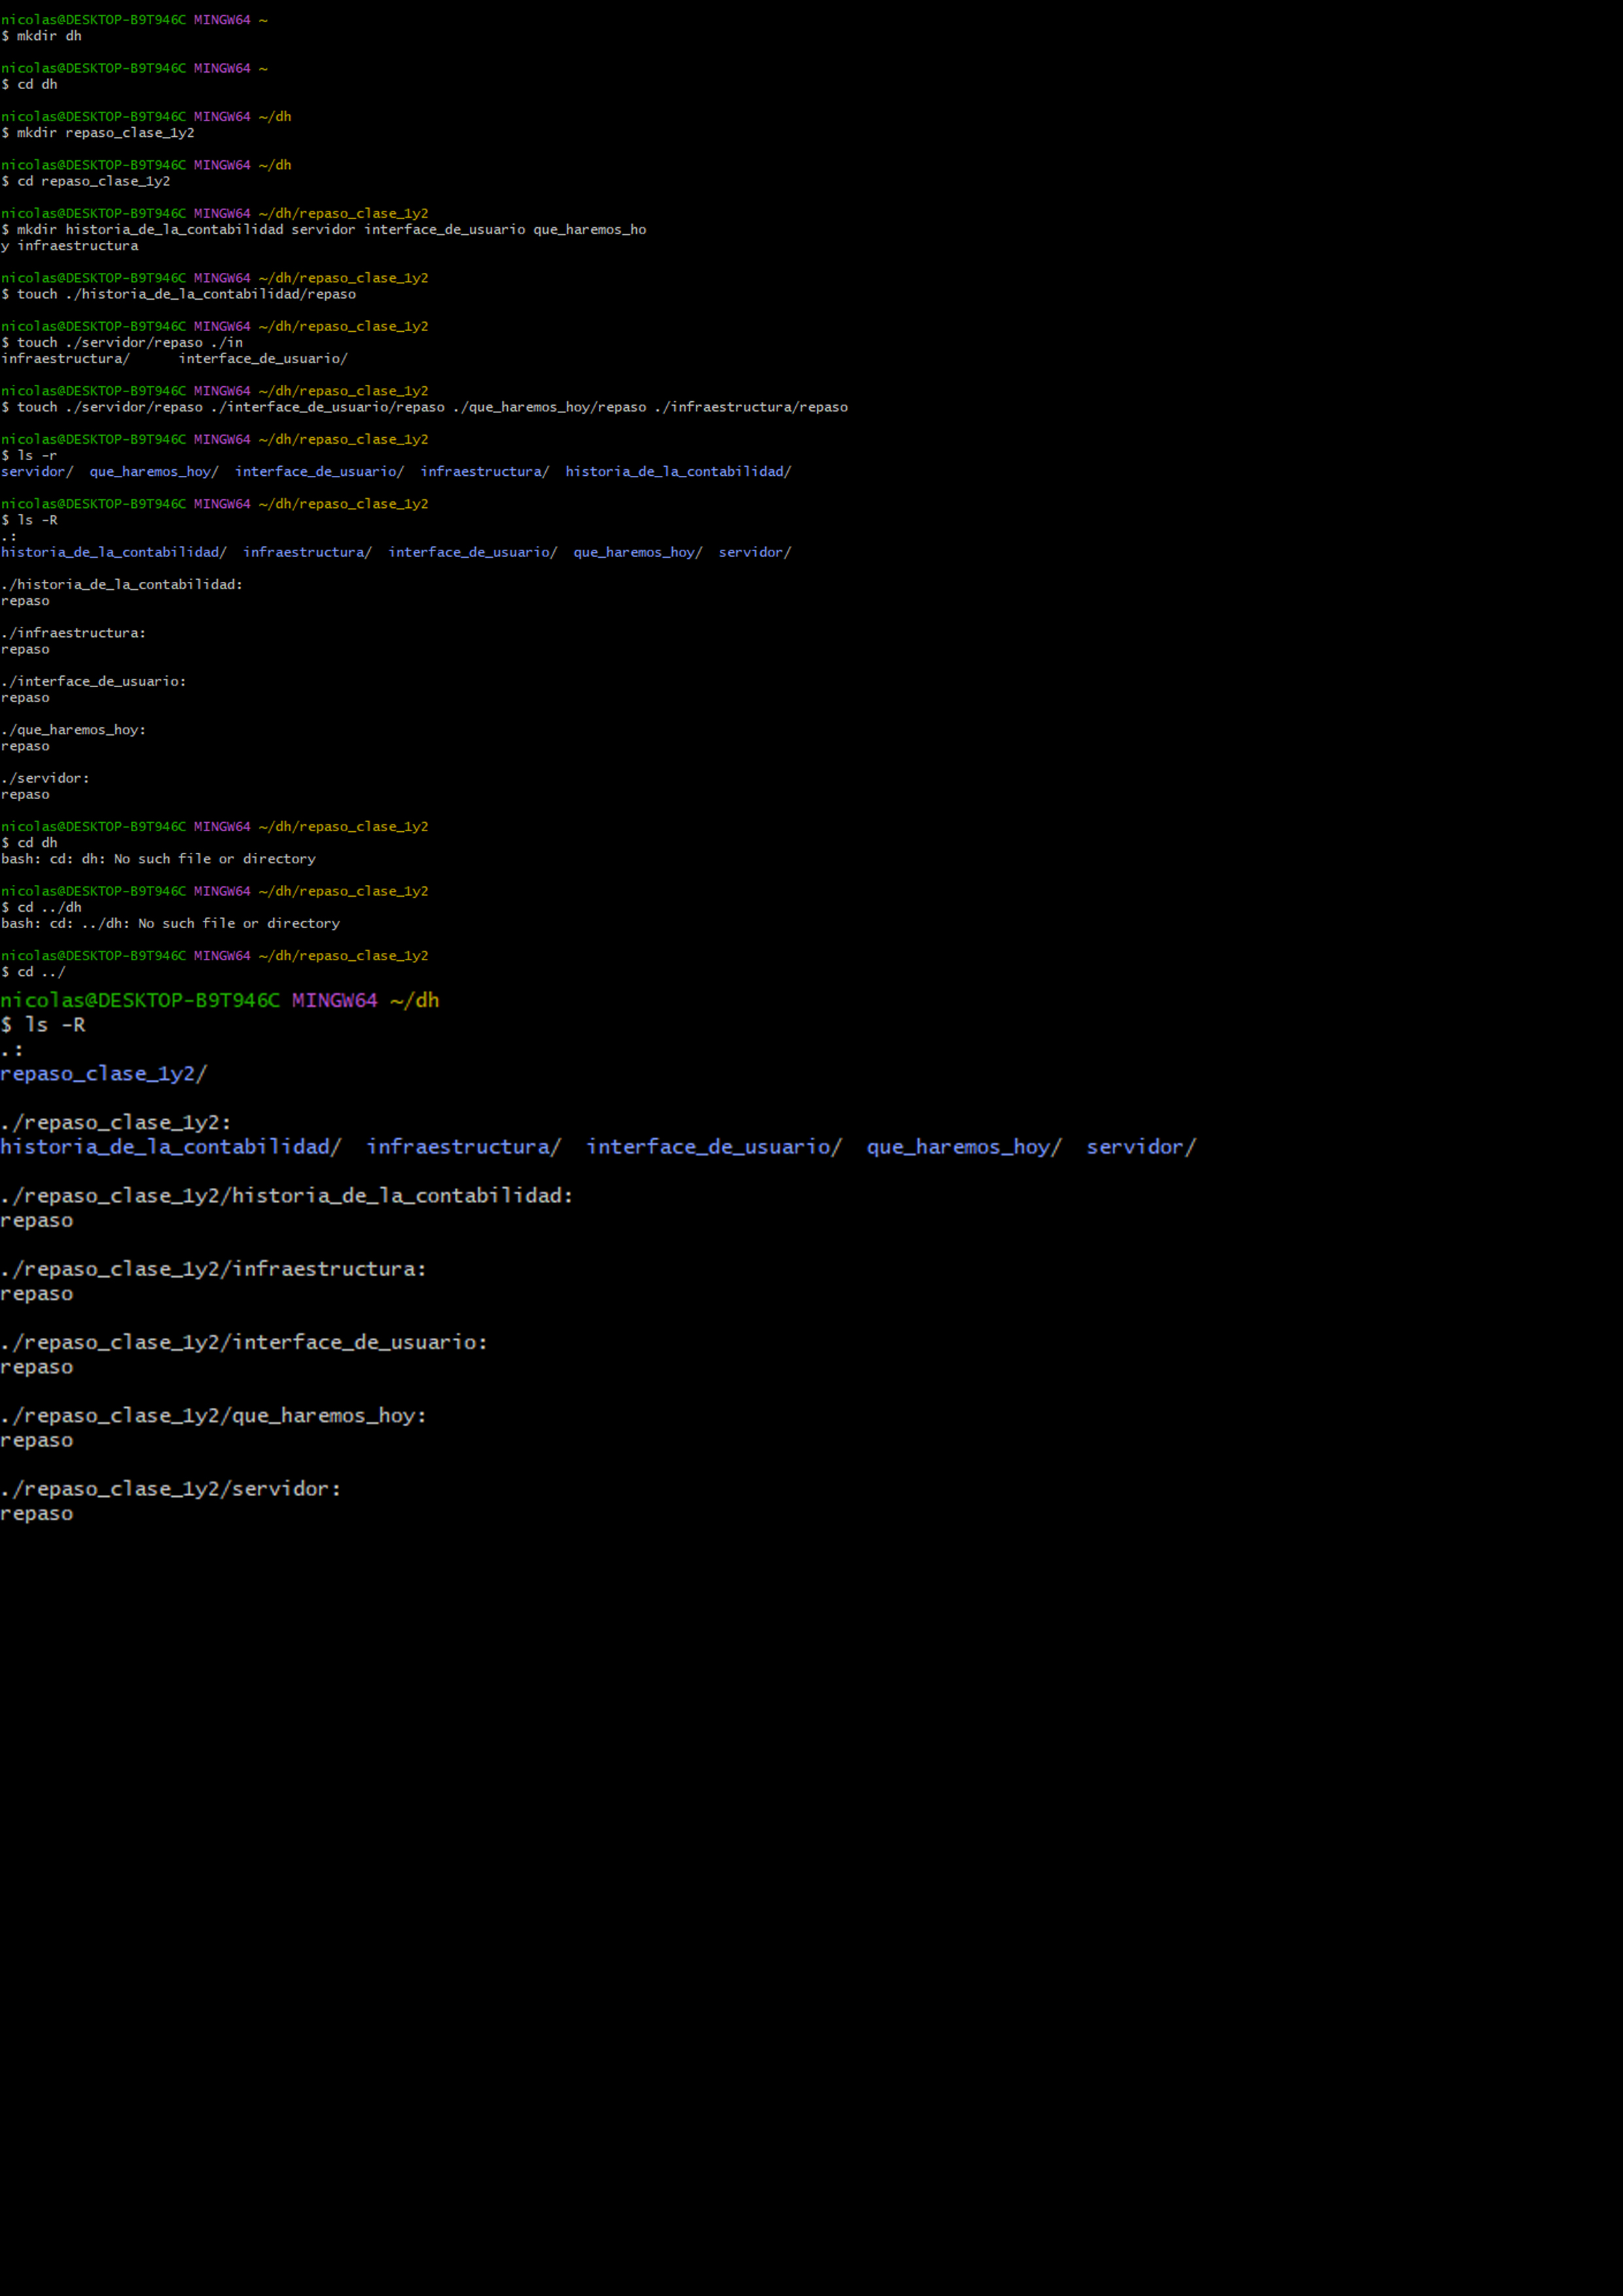 nicolas@DESKTOP-B9T946C MINGW64 ~
$ mkdir dh
nicolas@DESKTOP-B9T946C MINGW64 ~
$ cd dh
nicolas@DESKTOP-B9T946C MINGW64 ~/dh
$ mkdir repaso_clase_1y2
nicolas@DESKTOP-B9T946C MINGW64 ~/dh
$ cd repaso_clase_1y2
nicolas@DESKTOP-B9T946C MINGW64 ~/dh/repaso_clase_1y2
$ mkdir historia_de_la_contabilidad servidor interface_de_usuario que_haremos_ho
y infraestructura
nicolas@DESKTOP-B9T946C MINGW64 ~/dh/repaso_clase_1y2
$ touch ./historia_de_la_contabilidad/repaso
nicolas@DESKTOP-B9T946C MINGW64 ~/dh/repaso_clase_1y2
$ touch ./servidor/repaso ./in
infraestructura/      interface_de_usuario/
nicolas@DESKTOP-B9T946C MINGW64 ~/dh/repaso_clase_1y2
$ touch ./servidor/repaso ./interface_de_usuario/repaso ./que_haremos_hoy/repaso ./infraestructura/repaso
nicolas@DESKTOP-B9T946C MINGW64 ~/dh/repaso_clase_1y2
$ ls -r
servidor/  que_haremos_hoy/  interface_de_usuario/  infraestructura/  historia_de_la_contabilidad/
nicolas@DESKTOP-B9T946C MINGW64 ~/dh/repaso_clase_1y2
$ ls -R
.:
historia_de_la_contabilidad/  infraestructura/  interface_de_usuario/  que_haremos_hoy/  servidor/
./historia_de_la_contabilidad:
repaso
./infraestructura:
repaso
./interface_de_usuario:
repaso
./que_haremos_hoy:
repaso
./servidor:
repaso
nicolas@DESKTOP-B9T946C MINGW64 ~/dh/repaso_clase_1y2
$ cd dh
bash: cd: dh: No such file or directory
nicolas@DESKTOP-B9T946C MINGW64 ~/dh/repaso_clase_1y2
$ cd ../dh
bash: cd: ../dh: No such file or directory
nicolas@DESKTOP-B9T946C MINGW64 ~/dh/repaso_clase_1y2
$ cd ../
nicolas@DESKTOP-B9T946C MINGW64 ~/dh
$ ls -R
.:
repaso_clase_1y2/
./repaso_clase_1y2:
historia_de_la_contabilidad/  infraestructura/  interface_de_usuario/  que_haremos_hoy/  servidor/
./repaso_clase_1y2/historia_de_la_contabilidad:
repaso
./repaso_clase_1y2/infraestructura:
repaso
./repaso_clase_1y2/interface_de_usuario:
repaso
./repaso_clase_1y2/que_haremos_hoy:
repaso
./repaso_clase_1y2/servidor:
repaso